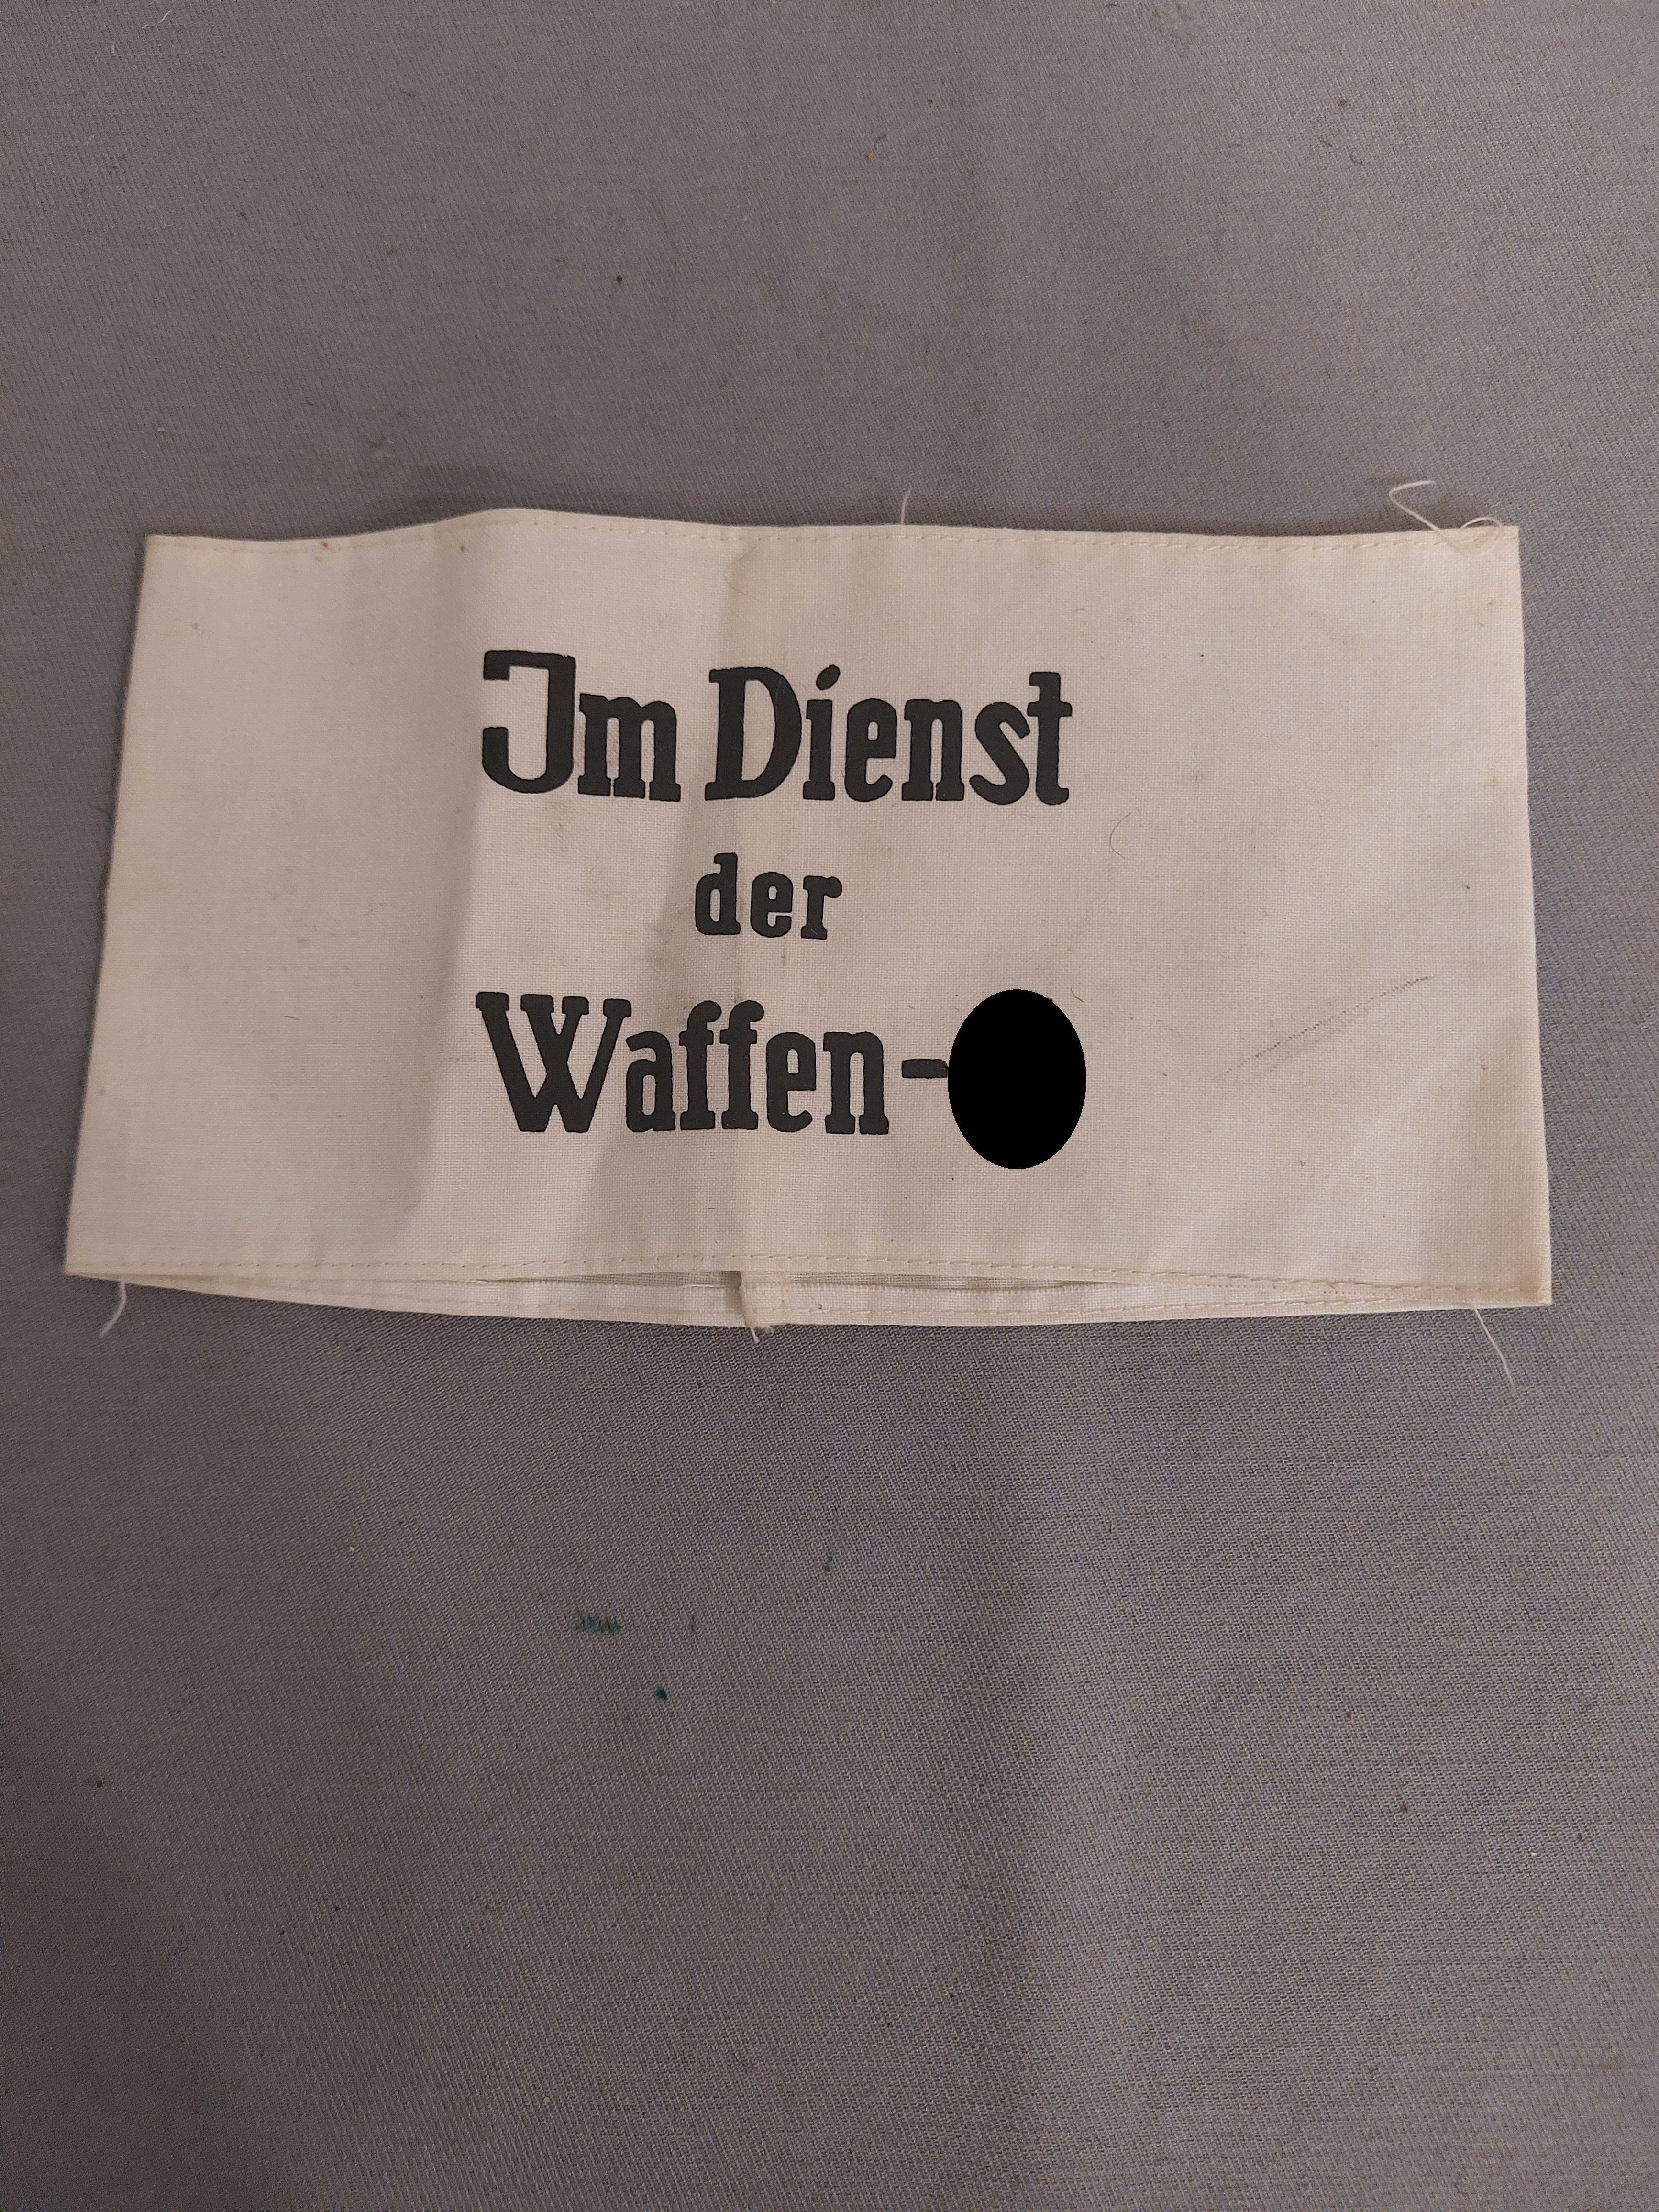 Im Dienst
der
Waffen-